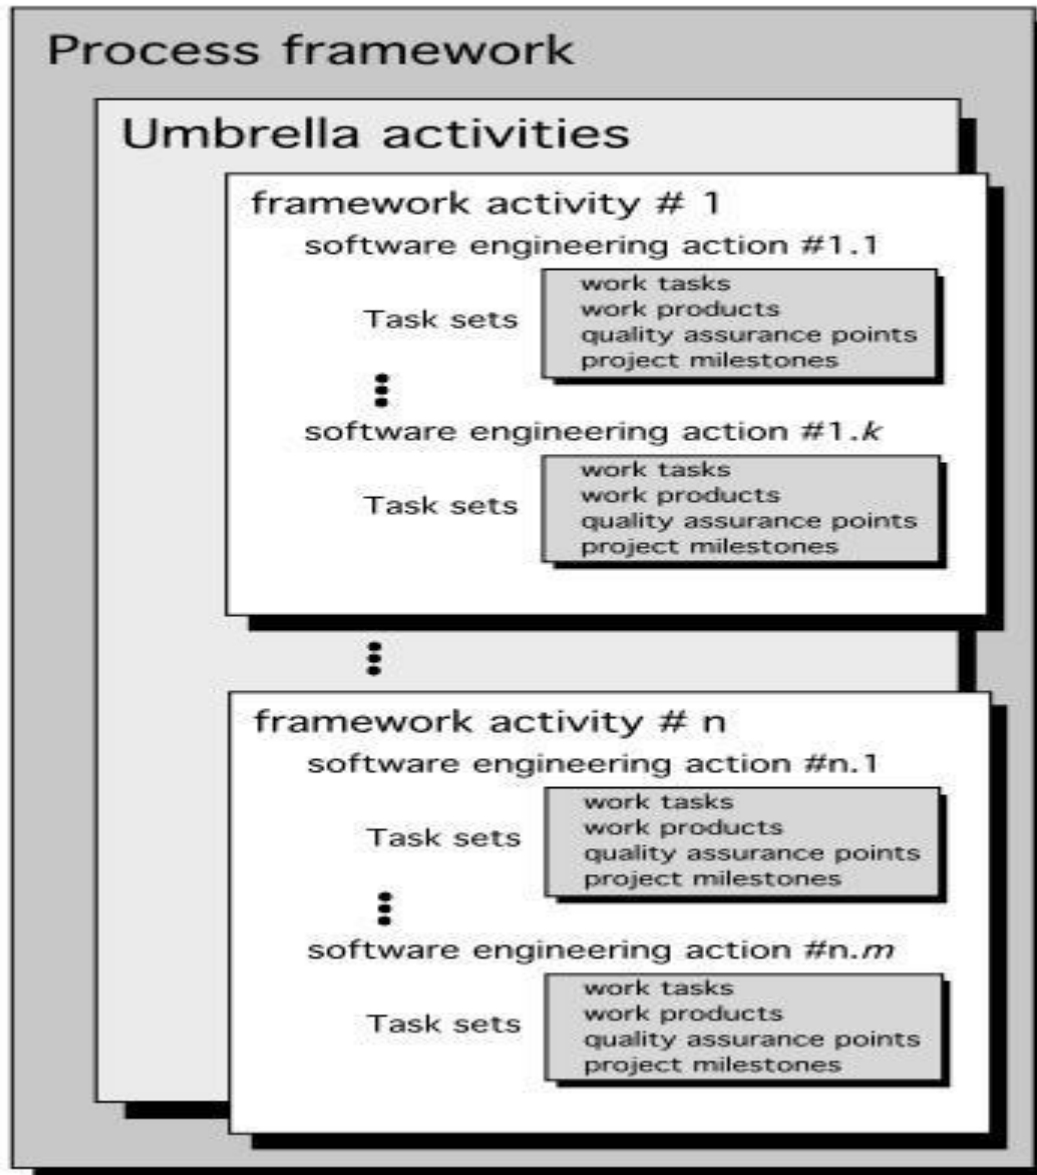 Process framework
Umbrella activities
framework activity # 1
software engineering action #1.1
Task sets
work tasks
work products
quality assurance points
project milestones
software engineering action #1.k
Task sets
work tasks
work products
quality assurance points
project milestones
framework activity # n
software engineering action #n.1
Task sets
work tasks
work products
quality assurance points
project milestones
software engineering action #n.m
Task sets
work tasks
work products
quality assurance points
project milestones